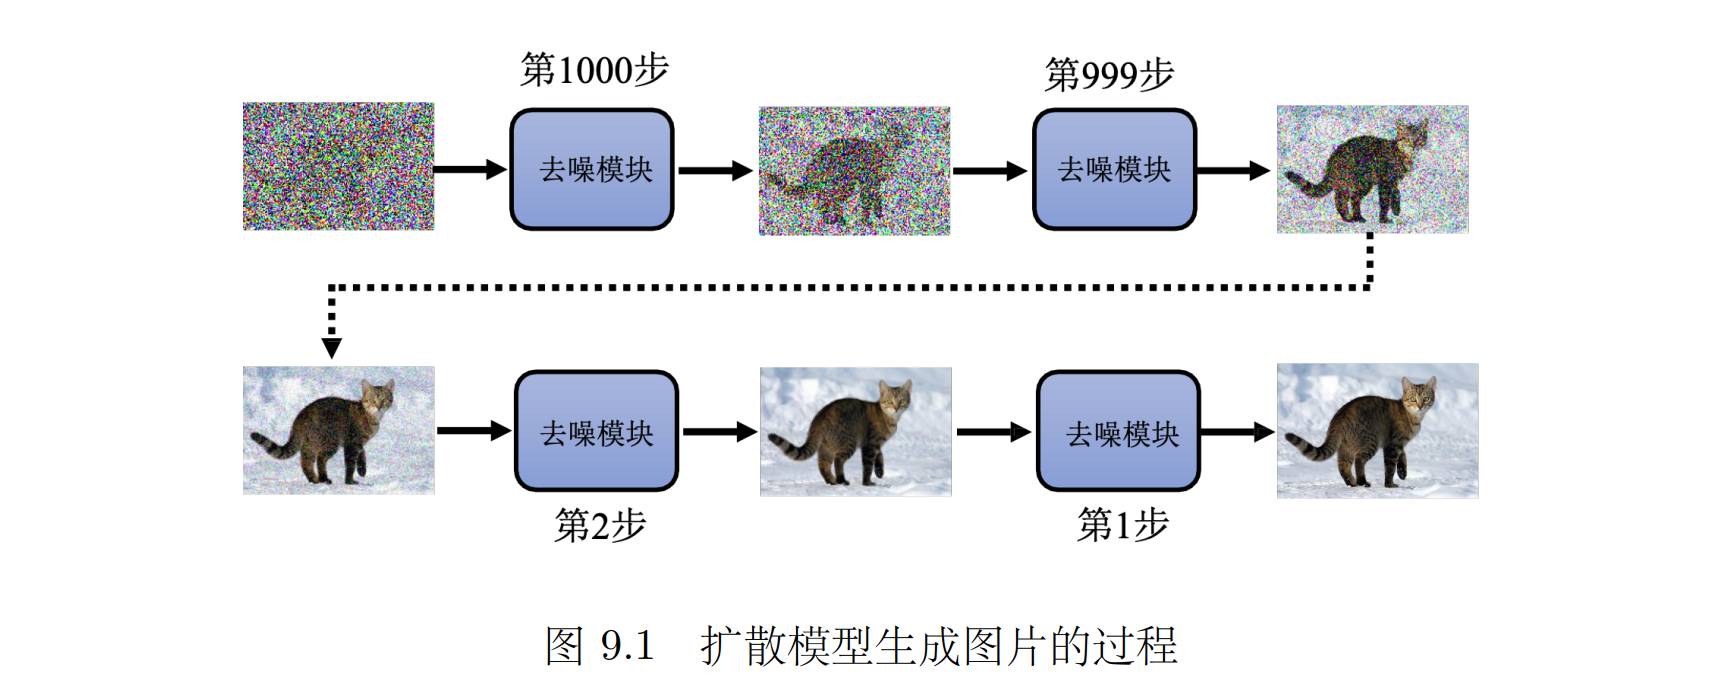 第1000步
第999步
去噪模块
去噪模块
去噪模块
去噪模块
第2步
第1步
图 9.1 扩散模型生成图片的过程